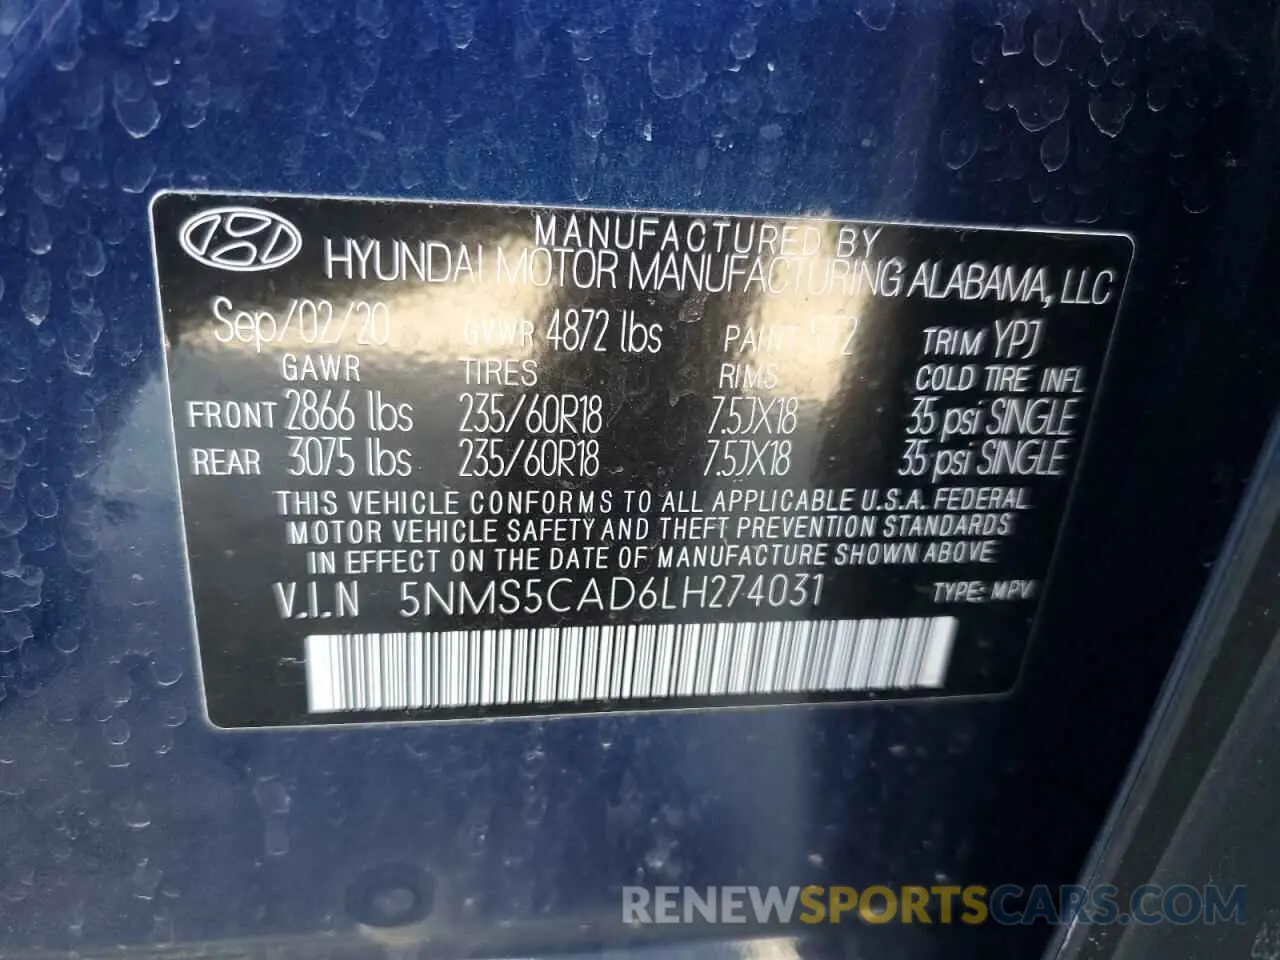 MANUFACTURED BY
HYUNDAI MOTOR MANUFACTURING ALABAMA, LLC
Sep/02/20 GVWR 4872 lbs PAINT TRIM YPJ
GAWR TIRES RIMS COLD TIRE INFL
FRONT 2866 lbs 235/60R18 7.5JX18 35 psi SINGLE
REAR 3075 lbs 235/60R18 7.5JX18 35 psi SINGLE
THIS VEHICLE CONFORMS TO ALL APPLICABLE U.S.A. FEDERAL
MOTOR VEHICLE SAFETY AND THEFT PREVENTION STANDARDS
IN EFFECT ON THE DATE OF MANUFACTURE SHOWN ABOVE
V.I.N 5NMS5CAD6LH274031 TYPE: MPV
RENEWSPORTSCARS.COM